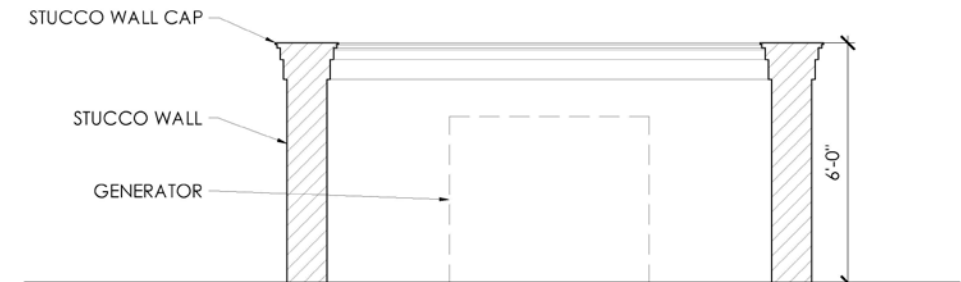 STUCCO WALL CAP
STUCCO WALL
GENERATOR
6'-0"